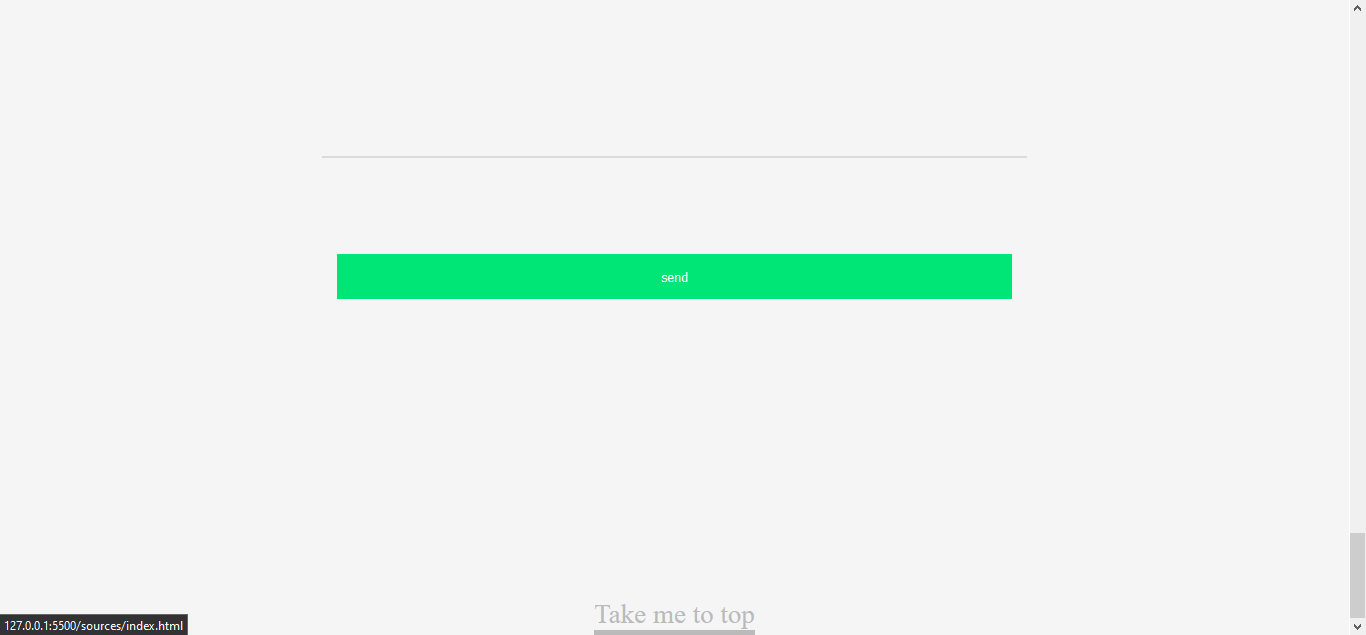 send
Take me to top
127.0.0.1:5500/sources/index.html